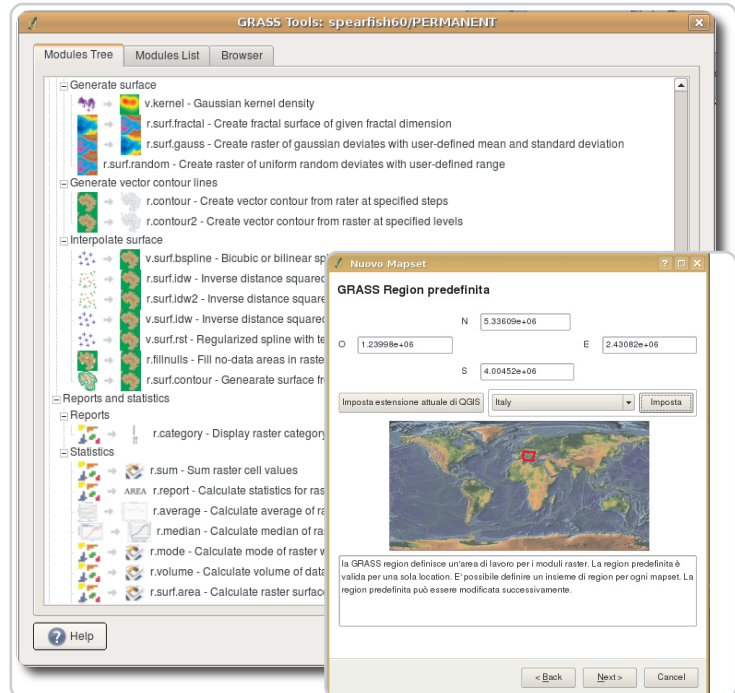 GRASS Tools: spearfish60/PERMANENT
Modules Tree
Modules List
Browser
Generate surface
v.kernel - Gaussian kernel density
r.surf.fractal - Create fractal surface of given fractal dimension
r.surf.gauss - Create raster of gaussian deviates with user-defined mean and standard deviation
r.surf.random - Create raster of uniform random deviates with user-defined range
Generate vector contour lines
r.contour - Create vector contour from rater at specified steps
r.contour2 - Create vector contour from raster at specified levels
Interpolate surface
v.surf.bspline - Bicubic or bilinear
r.surf.idw - Inverse distance squared
r.surf.idw2 - Inverse distance square
v.surf.idw - Inverse distance squared
v.surf.rst - Regularized spline with
r.fillnulls - Fill no-data areas in raste
r.surf.contour - Genearate surface
Reports and statistics
Reports
r.category - Display raster category
Statistics
r.sum - Sum raster cell values
AREA r.report - Calculate statistics for
r.average - Calculate average of
r.median - Calculate median of
r.mode - Calculate mode of raster
r.volume - Calculate volume of data
r.surf.area - Calculate raster surface
Help
Nuovo Mapset
GRASS Region predefinita
N 5.33609e+06
O 1.23998e+06 E 2.43082e+06
S 4.00452e+06
Imposta estensione attuale di QGIS Italy Imposta
la GRASS region definisce un'area di lavoro per i moduli raster. La region predefinita è
valida per una sola location. E' possibile definire un insieme di region per ogni mapset. La
region predefinita può essere modificata successivamente.
< Back Next > Cancel